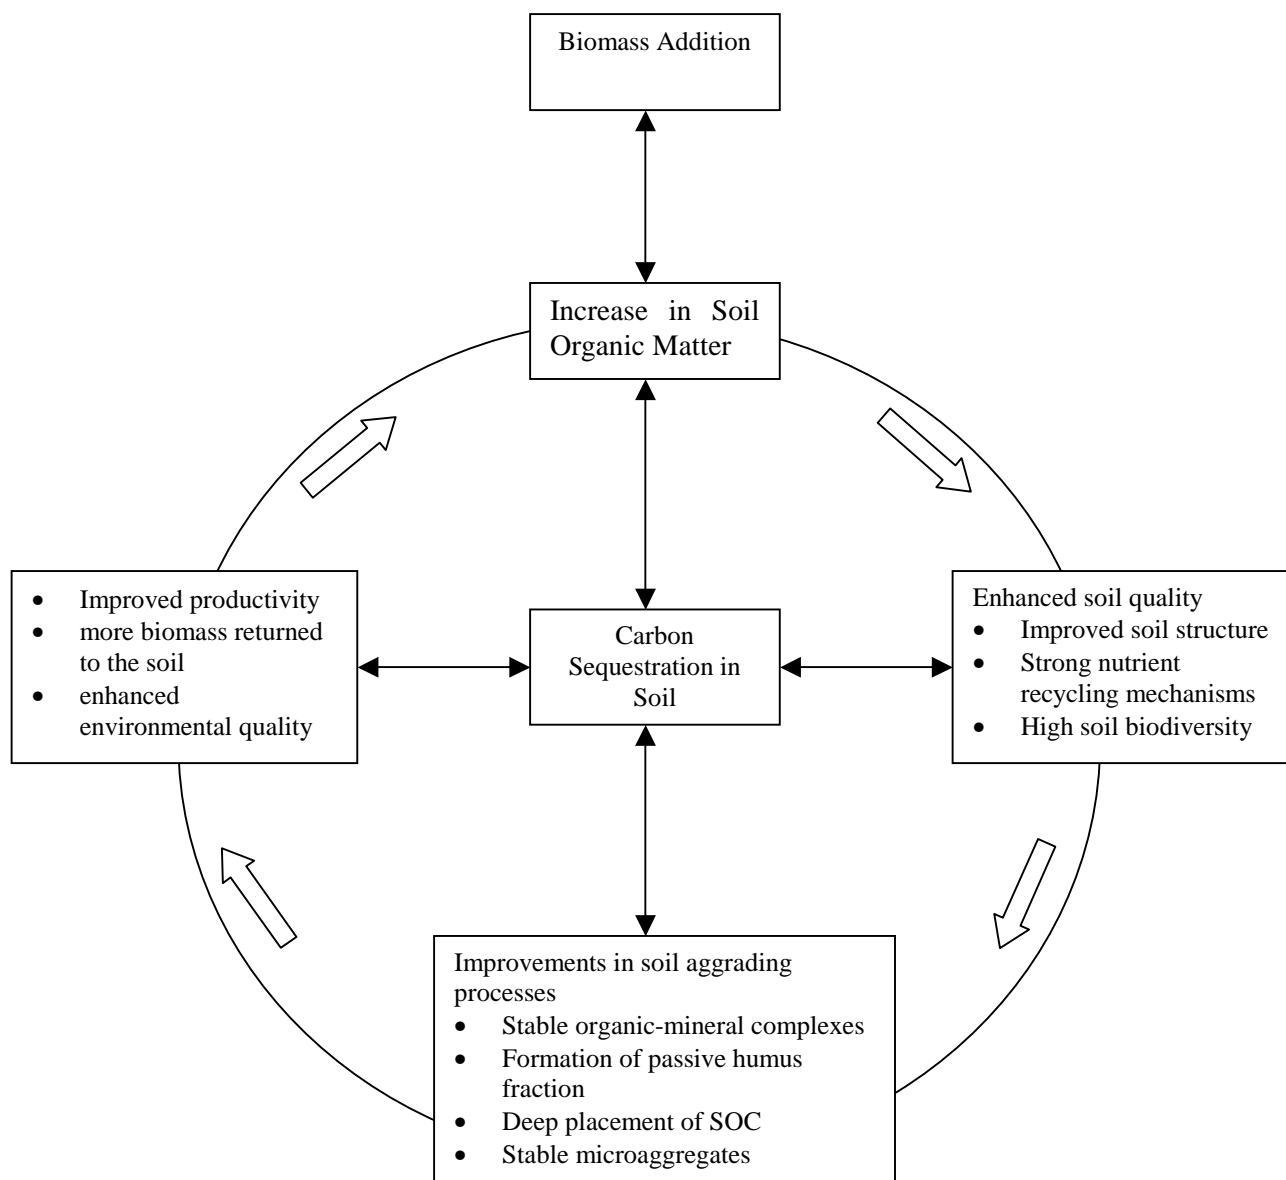 Biomass Addition
Increase in Soil
Organic Matter
• Improved productivity
• more biomass returned
to the soil
• enhanced
environmental quality
Carbon
Sequestration in
Soil
Enhanced soil quality
• Improved soil structure
• Strong nutrient
recycling mechanisms
• High soil biodiversity
Improvements in soil aggrading
processes
• Stable organic-mineral complexes
• Formation of passive humus
fraction
• Deep placement of SOC
• Stable microaggregates